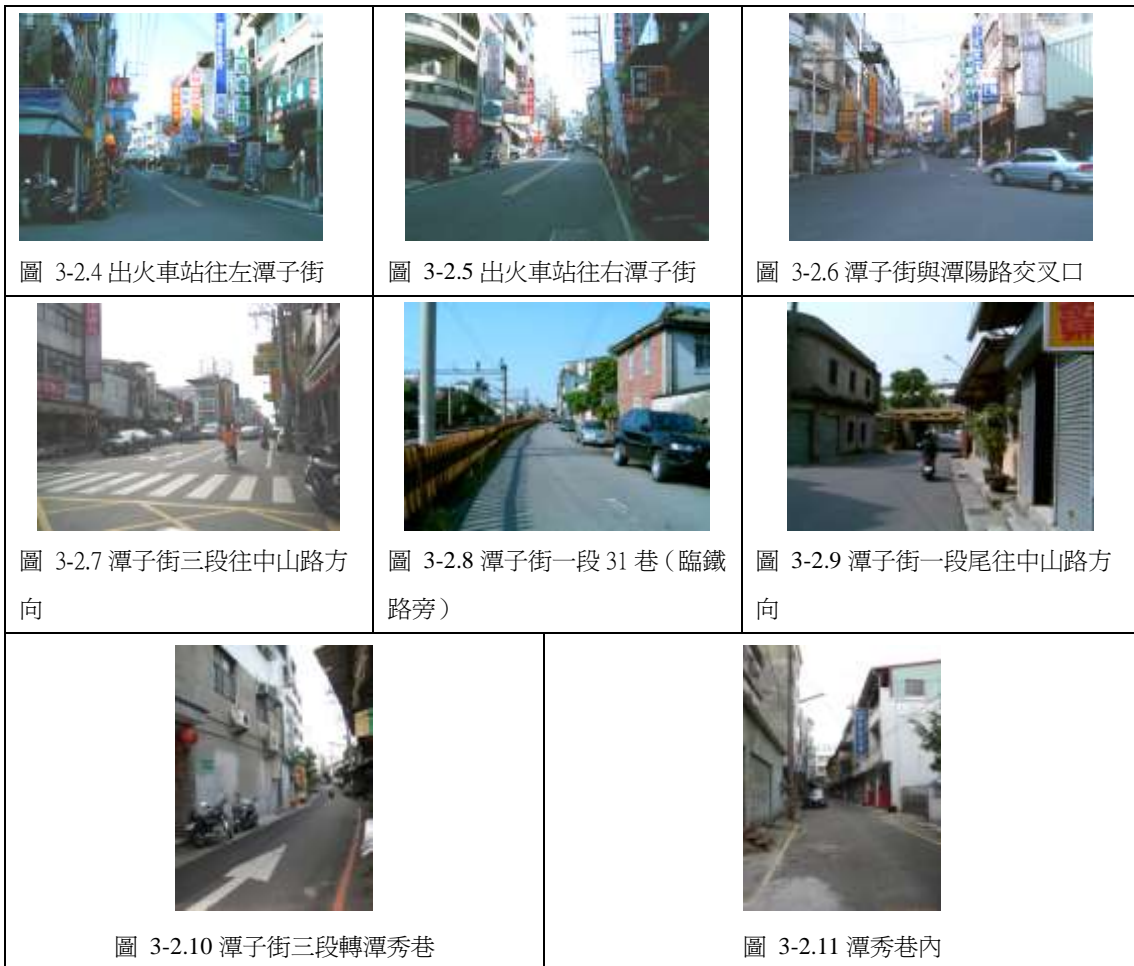 圖 3-2.4 出火車站往左潭子街
圖 3-2.5 出火車站往右潭子街
圖 3-2.6 潭子街與潭陽路交叉口
圖 3-2.7 潭子街三段往中山路方
向
圖 3-2.8 潭子街一段 31 巷（臨鐵
路旁）
圖 3-2.9 潭子街一段尾往中山路方
向
圖 3-2.10 潭子街三段轉潭秀巷
圖 3-2.11 潭秀巷內